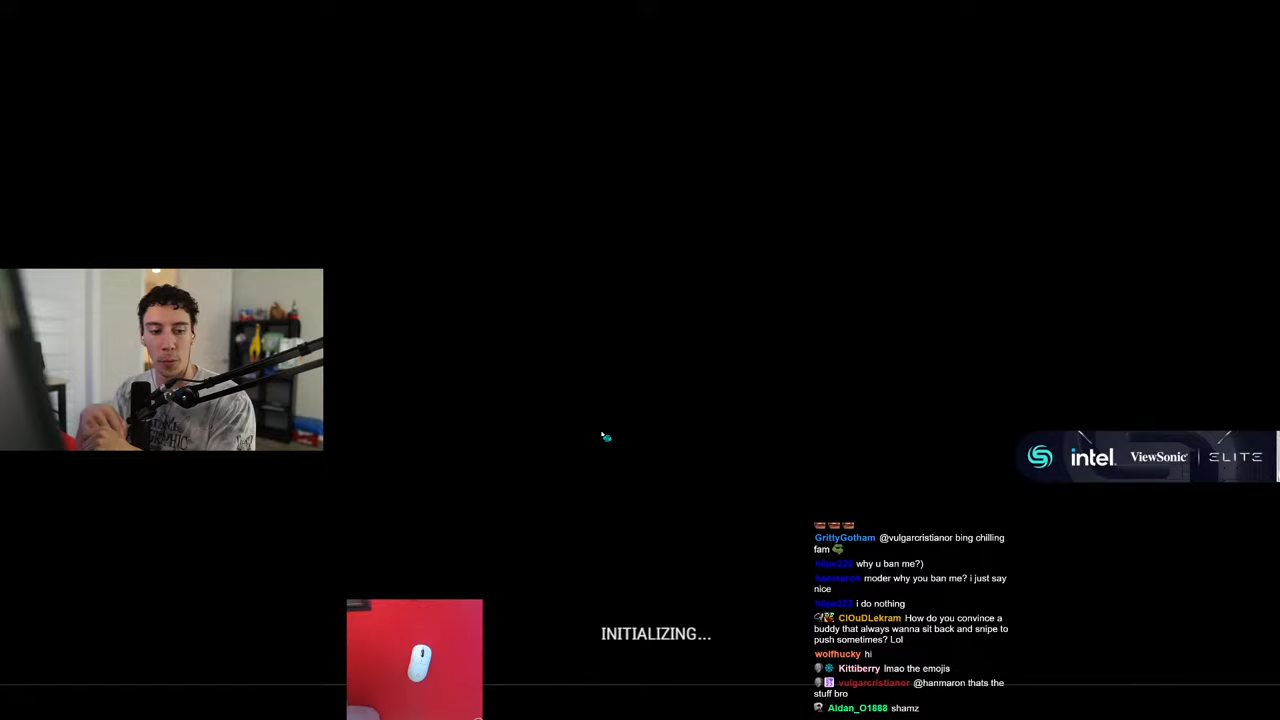 intel. ViewSonic | ELITE
GrittyGotham @vulgarcristianor bing chilling
fam
why u ban me?)
hanmaron moder why you ban me? i just say
nice
i do nothing
ClOuDLekram How do you convince a
buddy that always wanna sit back and snipe to
push sometimes? Lol
wolfhucky hi
Kittiberry lmao the emojis
vulgarcristianor @hanmaron thats the
stuff bro
Aidan_O1888 shamz
INITIALIZING...